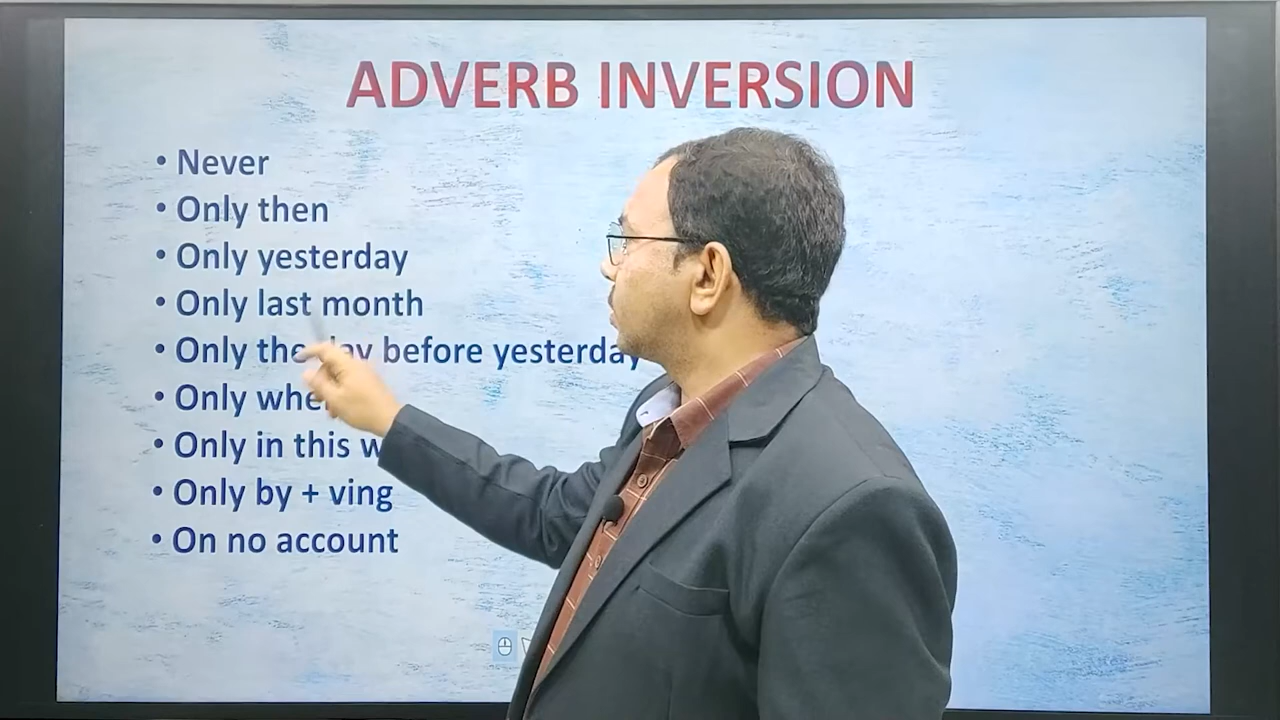 ADVERB INVERSION
• Never
• Only then
• Only yesterday
• Only last month
• Only the day before yesterday
• Only
• Only in this
• Only by + ving
• On no account